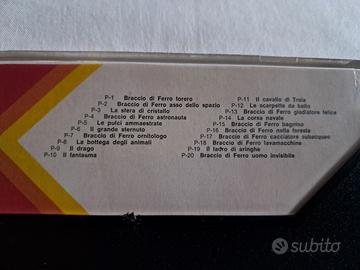 P-1 Braccio di Ferro torero
P-2 Braccio di Ferro asso dello spazio
P-3 La sfera di cristallo
P-4 Braccio di Ferro astronauta
P-5 Le pulci ammaestrate
P-6 Il grande sternuto
P-7 Braccio di Ferro ornitologo
P-8 La bottega degli animali
P-9 Il drago
P-10 Il fantasma
P-11 Il cavallo di Troia
P-12 Le scarpette da ballo
P-13 Braccio di Ferro gladiatore felice
P-14 La corsa navale
P-15 Braccio di Ferro bagnino
P-16 Braccio di Ferro nella foresta
P-17 Braccio di Ferro cacciatore subacqueo
P-18 Braccio di Ferro lavamacchine
P-19 Il ladro di aringhe
P-20 Braccio di Ferro uomo invisibile
subito